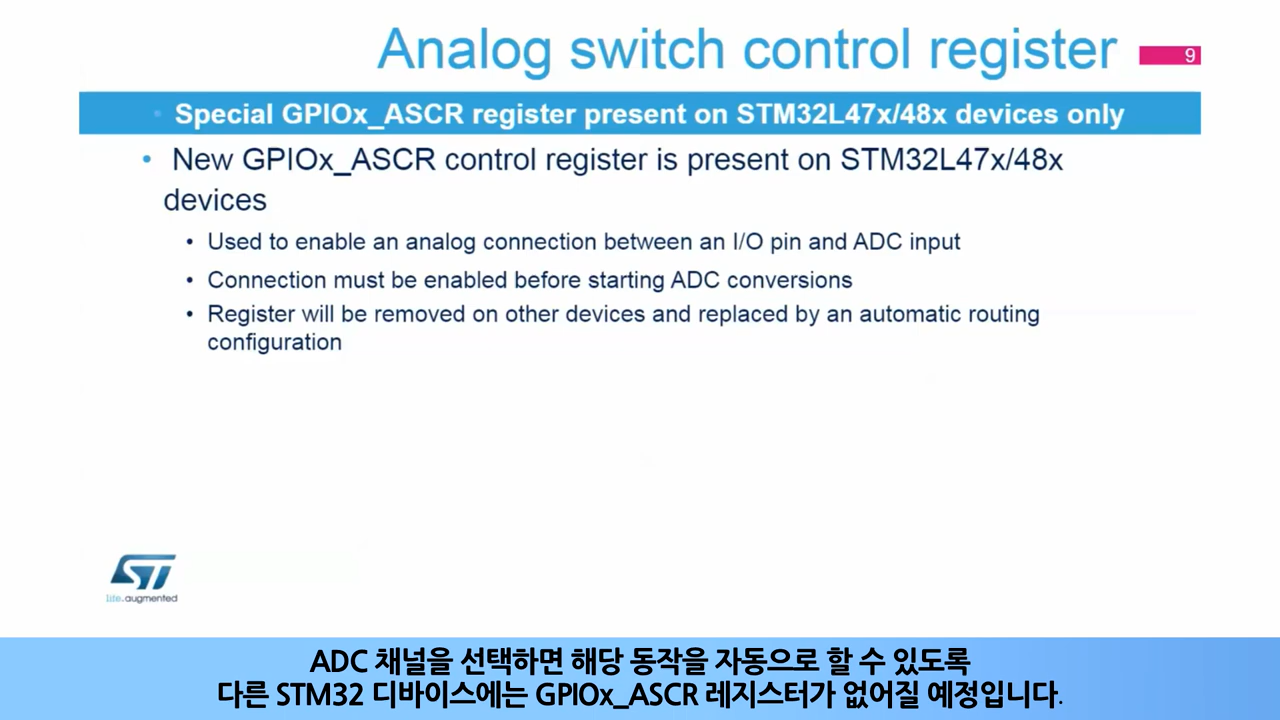 Analog switch control register
9
Special GPIOx_ASCR register present on STM32L47x/48x devices only
• New GPIOx_ASCR control register is present on STM32L47x/48x
devices
• Used to enable an analog connection between an I/O pin and ADC input
• Connection must be enabled before starting ADC conversions
• Register will be removed on other devices and replaced by an automatic routing
configuration
ST
life.augmented
ADC 채널을 선택하면 해당 동작을 자동으로 할 수 있도록
다른 STM32 디바이스에는 GPIOx_ASCR 레지스터가 없어질 예정입니다.